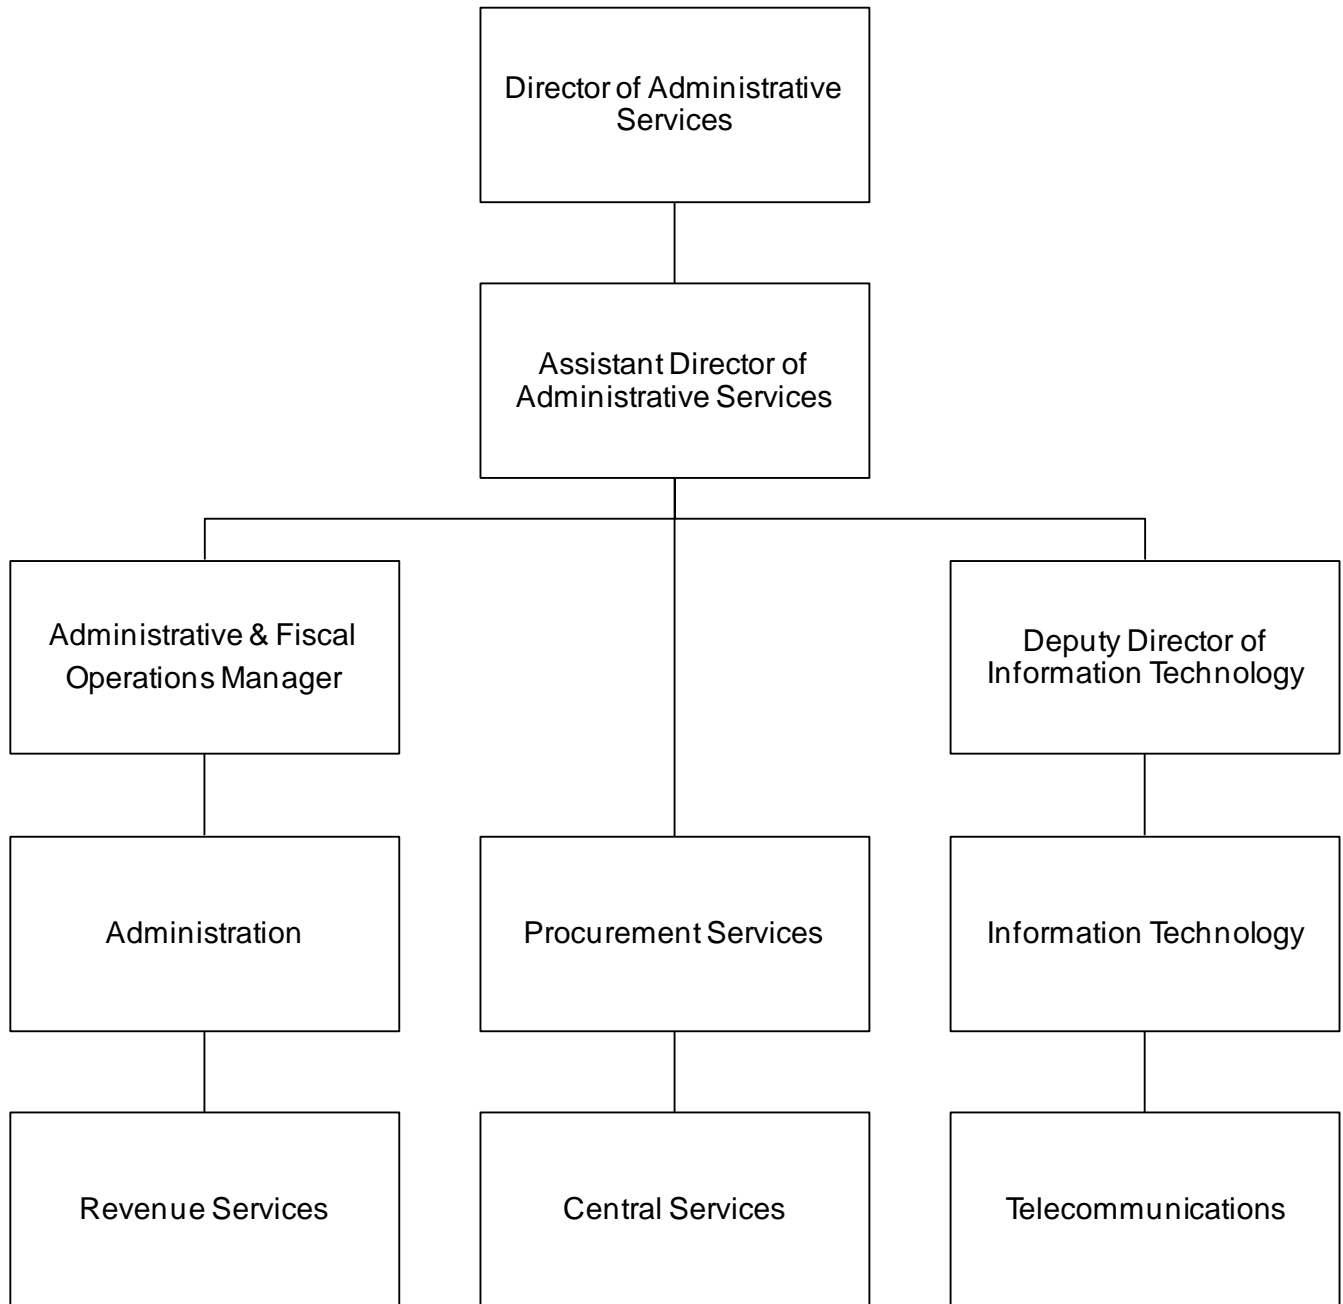 Director of Administrative
Services
Assistant Director of
Administrative Services
Administrative & Fiscal
Operations Manager
Deputy Director of
Information Technology
Administration
Procurement Services
Information Technology
Revenue Services
Central Services
Telecommunications